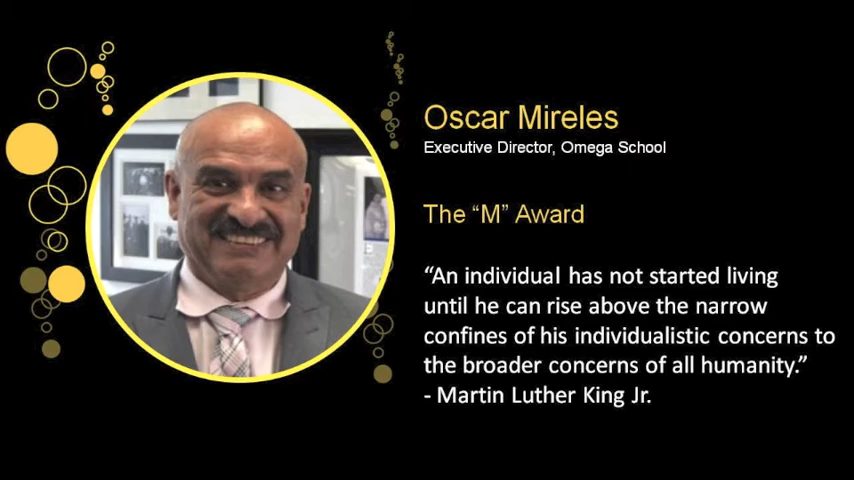 Oscar Mireles
Executive Director, Omega School
The “M” Award
“An individual has not started living
until he can rise above the narrow
confines of his individualistic concerns to
the broader concerns of all humanity.”
- Martin Luther King Jr.